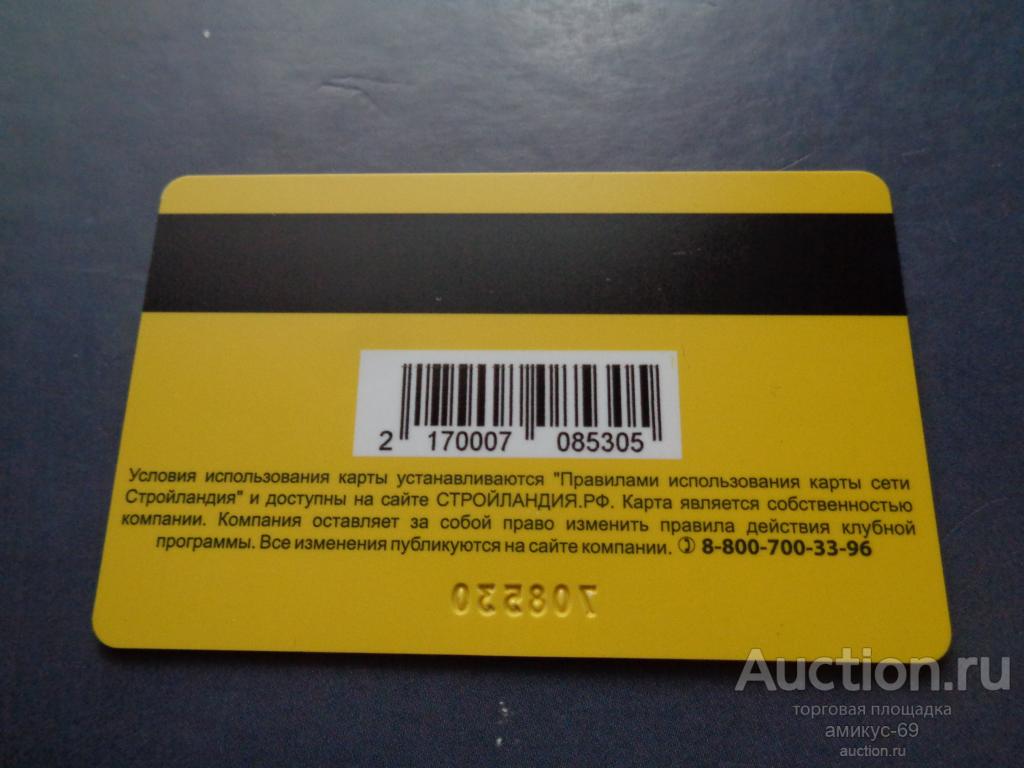 2 170007 085305
Условия использования карты устанавливаются "Правилами использования карты сети
Стройландия" и доступны на сайте СТРОЙЛАНДИЯ.РФ. Карта является собственностью
компании. Компания оставляет за собой право изменить правила действия клубной
программы. Все изменения публикуются на сайте компании. ✆ 8-800-700-33-96
708530
Auction.ru
торговая площадка
амикус-69
auction.ru